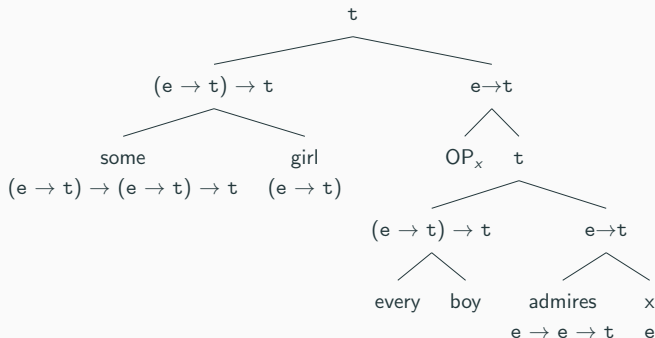 t
(e → t) → t e→t
some girl OPₓ t
(e → t) → (e → t) → t (e → t)
(e → t) → t e→t
every boy admires x
e → e → t e